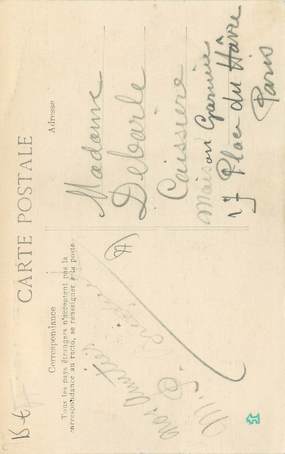 CARTE POSTALE
Correspondance
Tous les pays étrangers n'acceptent pas la
correspondance au recto, se renseigner à la poste.
Adresse
Madame
Debarle
Caissière
Maison Garnier
17 Place du Hâvre
Paris